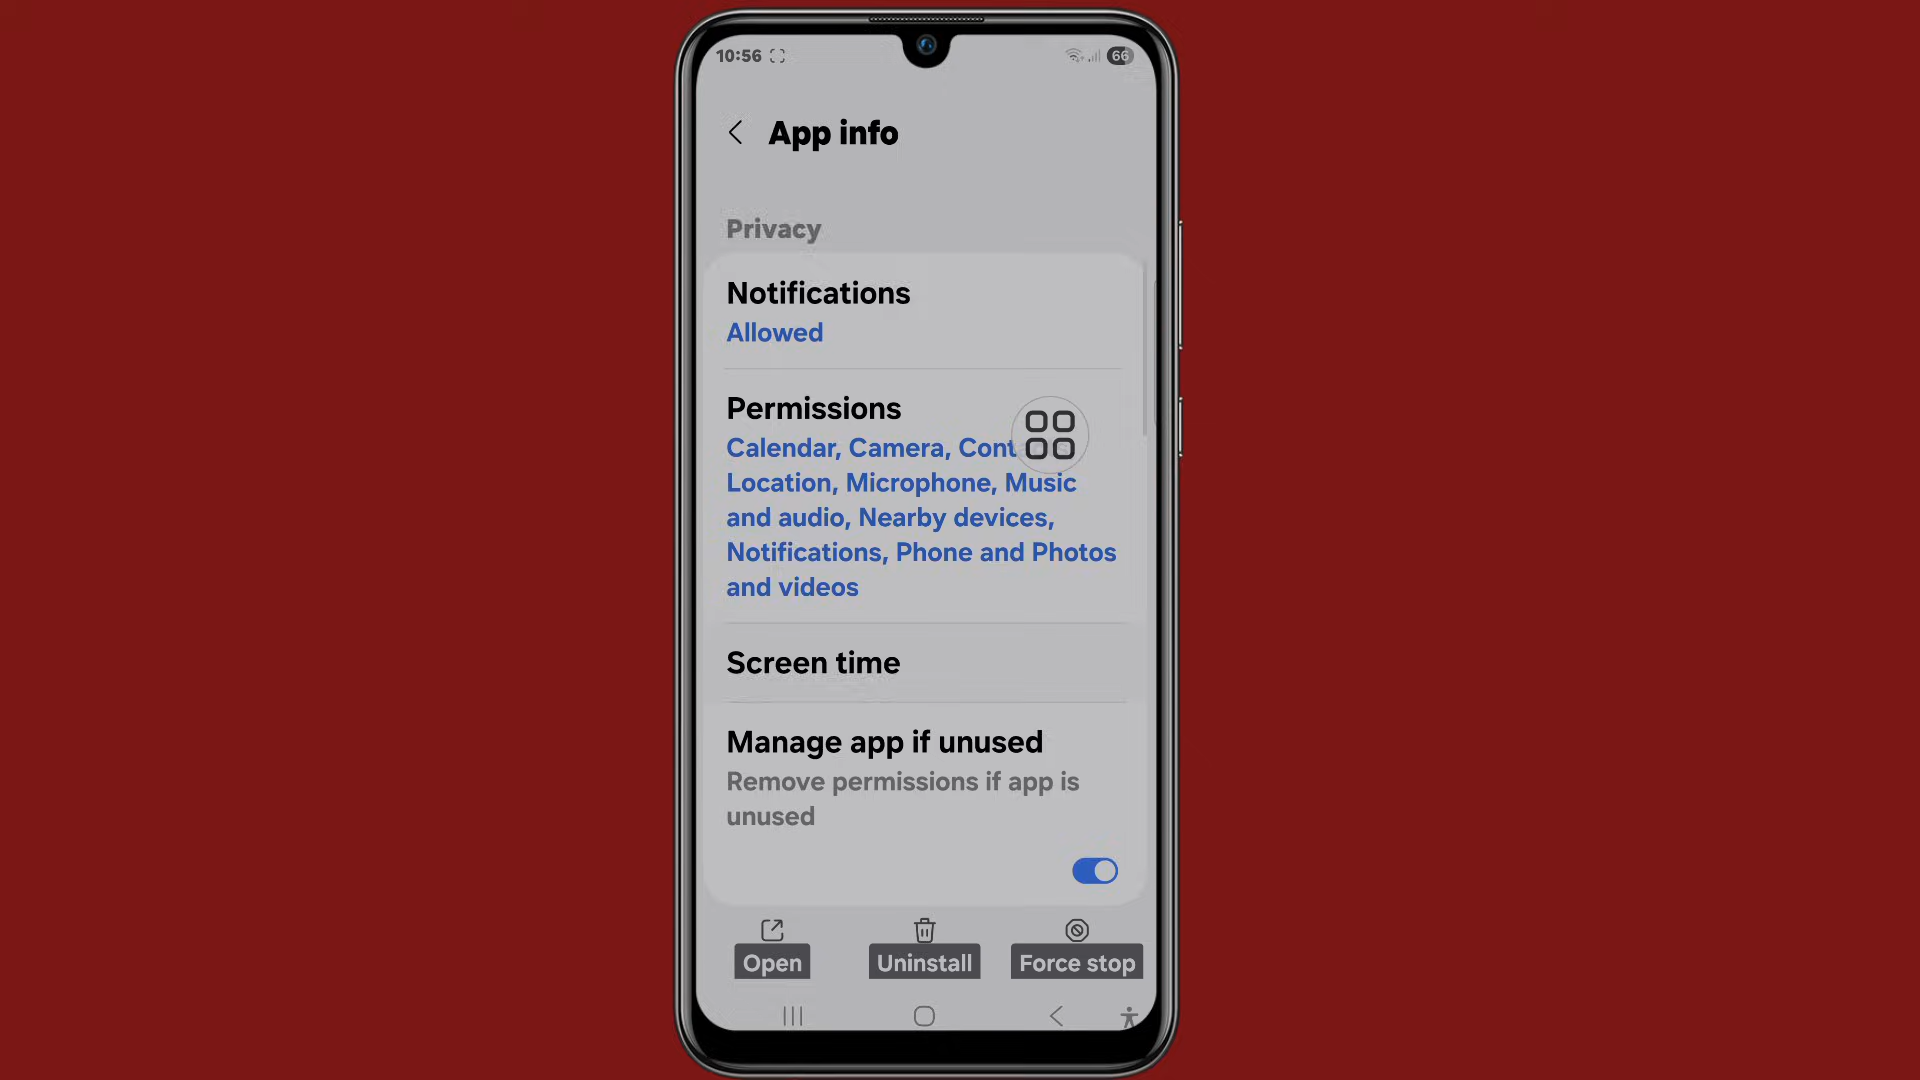 10:56
66
App info
Privacy
Notifications
Allowed
Permissions
Calendar, Camera, Cont
Location, Microphone, Music
and audio, Nearby devices,
Notifications, Phone and Photos
and videos
Screen time
Manage app if unused
Remove permissions if app is
unused
Open
Uninstall
Force stop